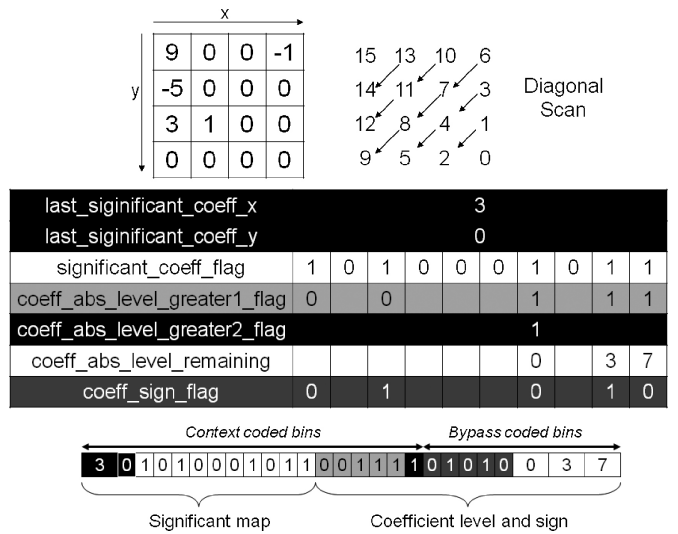 x
y
9 0 0 -1
-5 0 0 0
3 1 0 0
0 0 0 0
15 13 10 6
14 11 7 3
12 8 4 1
9 5 2 0
Diagonal
Scan
last_siginificant_coeff_x 3
last_siginificant_coeff_y 0
significant_coeff_flag 1 0 1 0 0 0 1 0 1 1
coeff_abs_level_greater1_flag 0 0 1 1 1
coeff_abs_level_greater2_flag 1
coeff_abs_level_remaining 0 3 7
coeff_sign_flag 0 1 0 1 0
Context coded bins Bypass coded bins
3 0 1 0 1 0 0 0 1 0 1 1 0 0 1 1 1 1 0 1 0 1 0 0 3 7
Significant map Coefficient level and sign